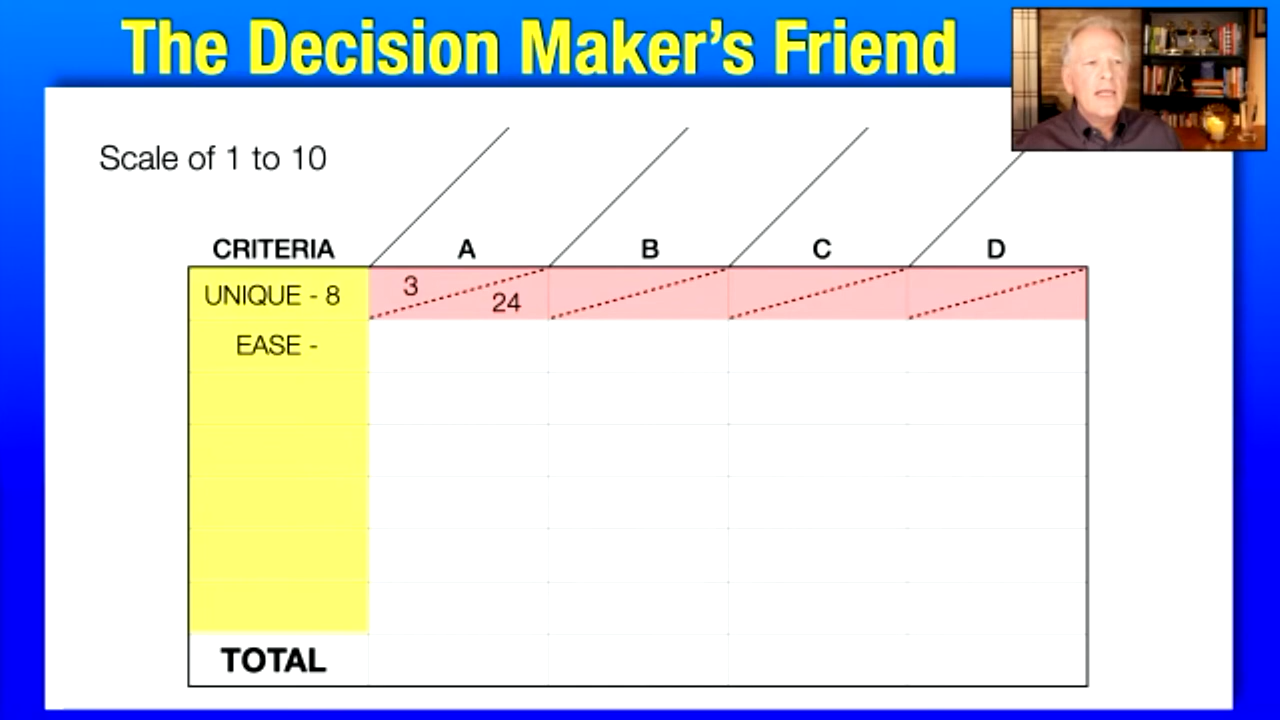 The Decision Maker's Friend
Scale of 1 to 10
CRITERIA A B C D
UNIQUE - 8 3 24
EASE -
TOTAL